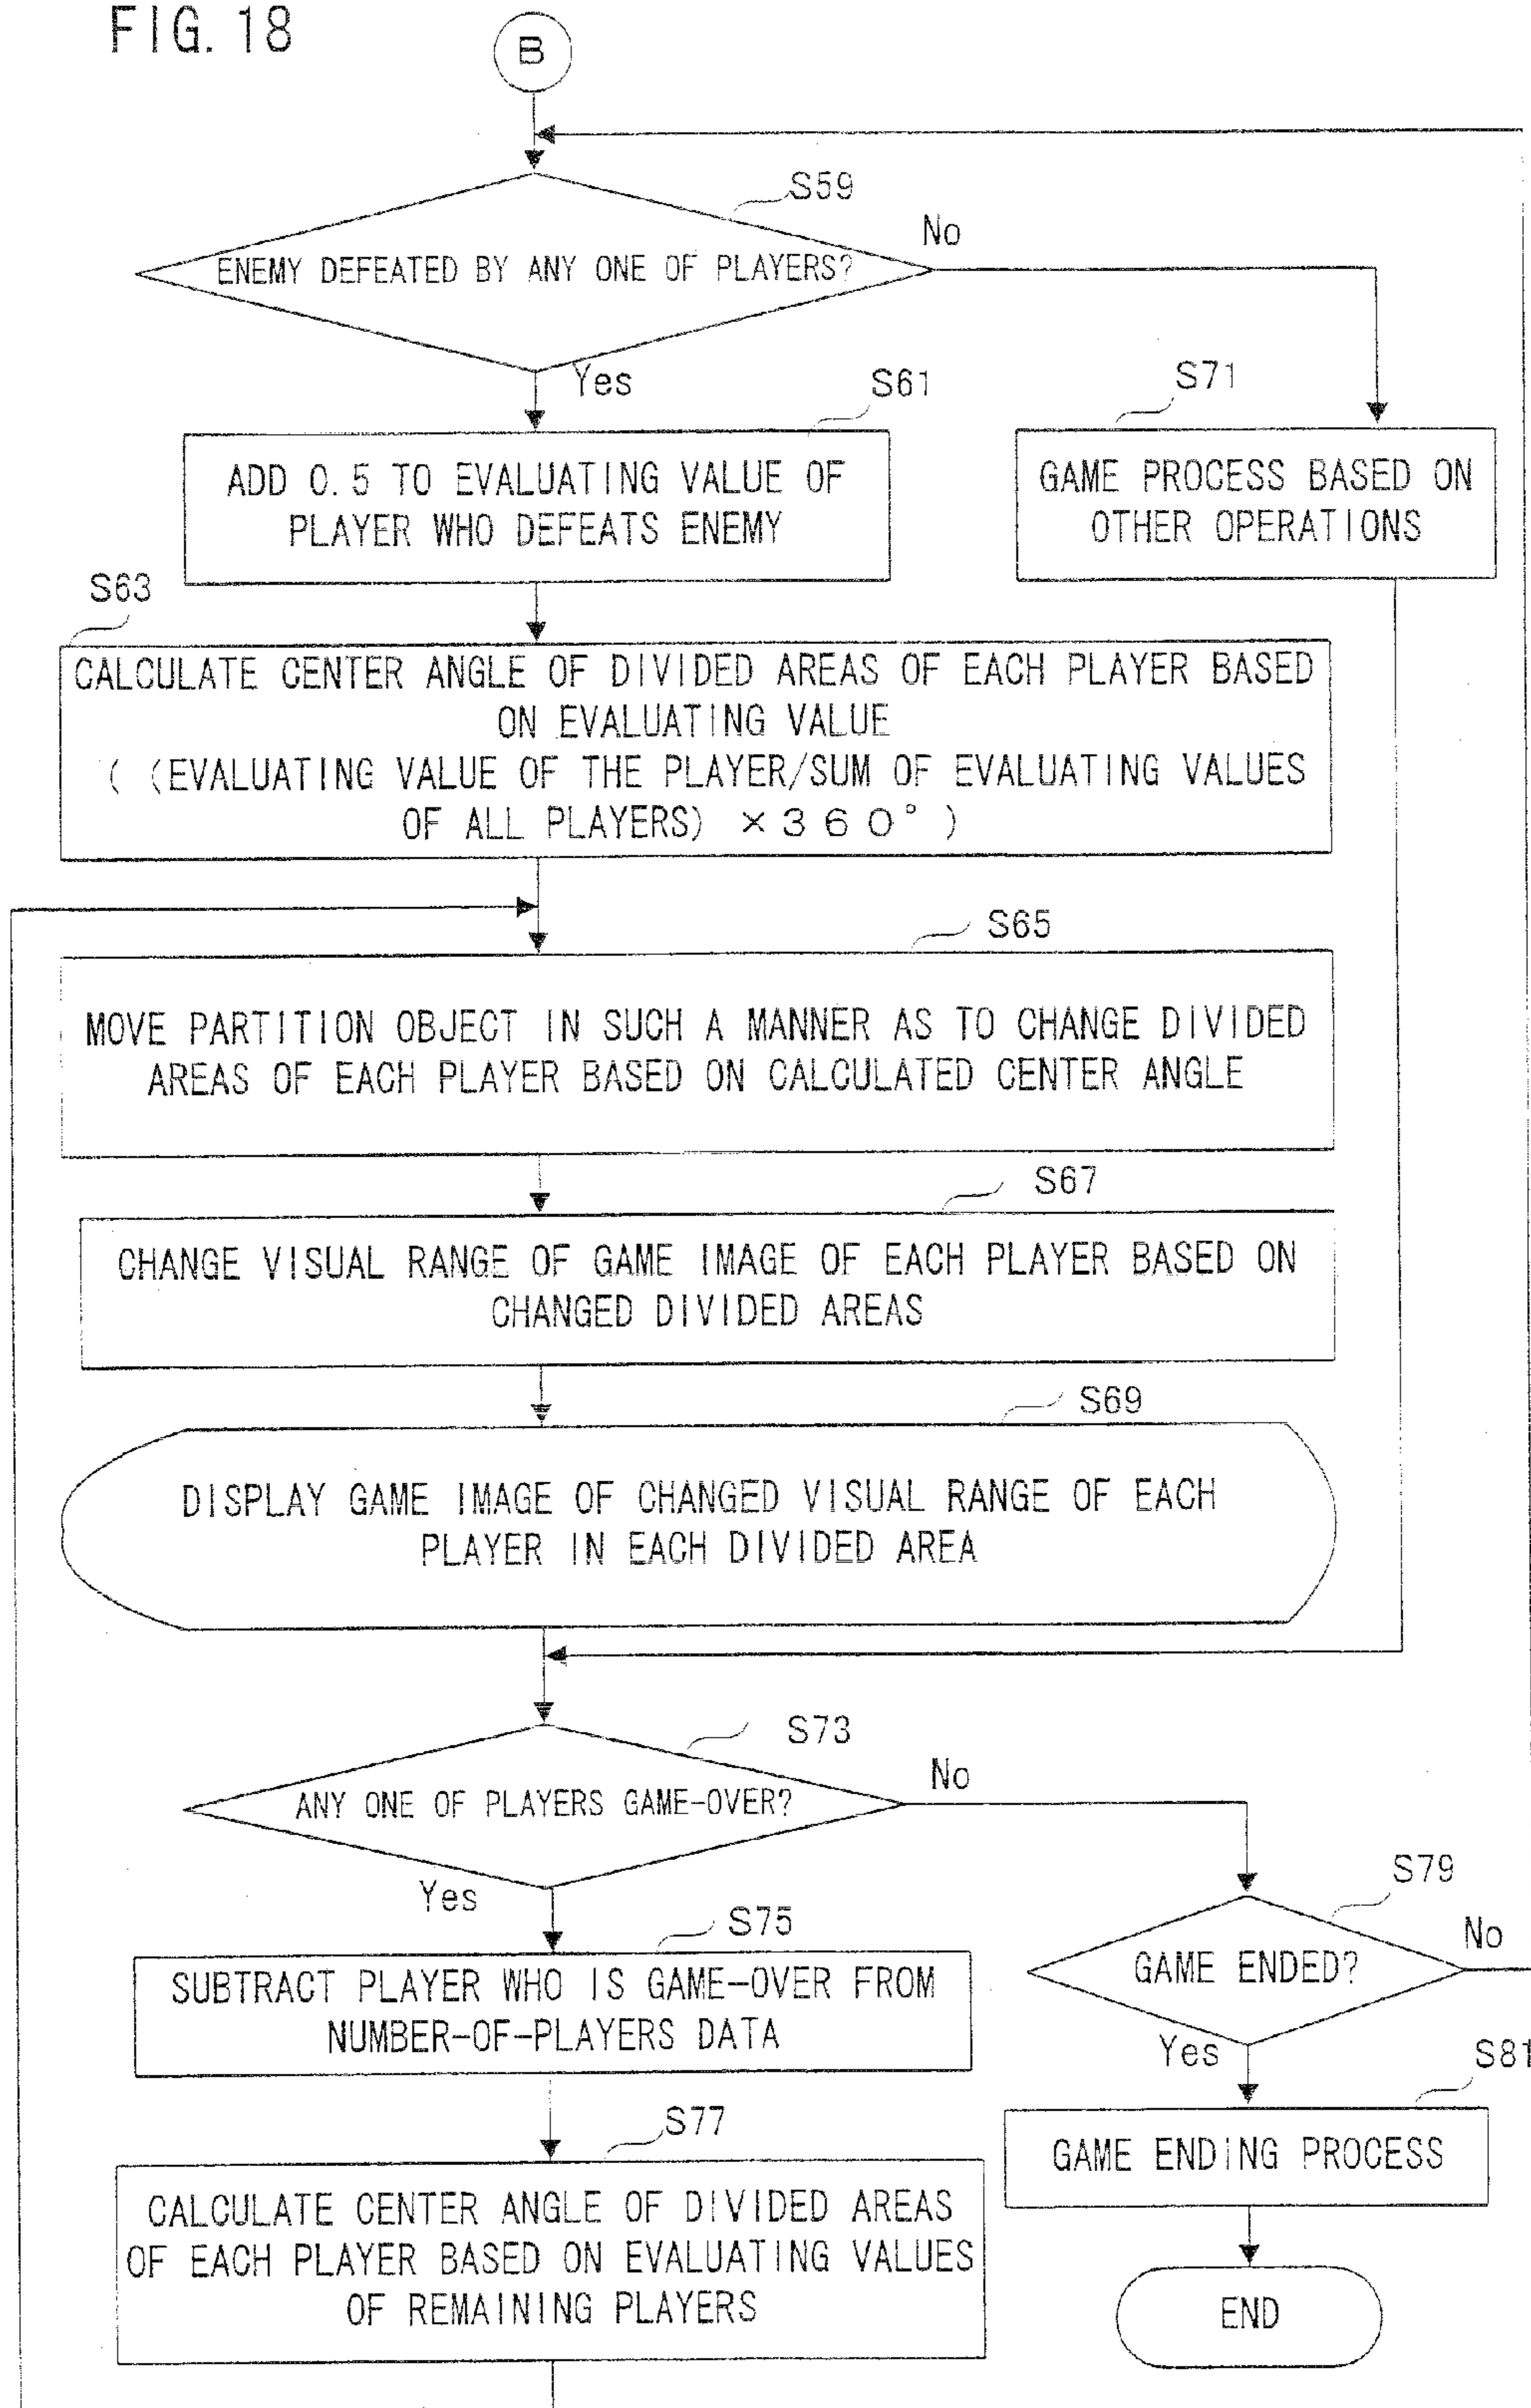 FIG. 18
B
S59
No
ENEMY DEFEATED BY ANY ONE OF PLAYERS?
Yes
S61
S71
ADD 0.5 TO EVALUATING VALUE OF
PLAYER WHO DEFEATS ENEMY
GAME PROCESS BASED ON
OTHER OPERATIONS
S63
CALCULATE CENTER ANGLE OF DIVIDED AREAS OF EACH PLAYER BASED
ON EVALUATING VALUE
( (EVALUATING VALUE OF THE PLAYER/SUM OF EVALUATING VALUES
OF ALL PLAYERS) ×360° )
S65
MOVE PARTITION OBJECT IN SUCH A MANNER AS TO CHANGE DIVIDED
AREAS OF EACH PLAYER BASED ON CALCULATED CENTER ANGLE
S67
CHANGE VISUAL RANGE OF GAME IMAGE OF EACH PLAYER BASED ON
CHANGED DIVIDED AREAS
S69
DISPLAY GAME IMAGE OF CHANGED VISUAL RANGE OF EACH
PLAYER IN EACH DIVIDED AREA
S73
No
ANY ONE OF PLAYERS GAME-OVER?
Yes
S79
S75
No
GAME ENDED?
SUBTRACT PLAYER WHO IS GAME-OVER FROM
NUMBER-OF-PLAYERS DATA
Yes
S81
S77
GAME ENDING PROCESS
CALCULATE CENTER ANGLE OF DIVIDED AREAS
OF EACH PLAYER BASED ON EVALUATING VALUES
OF REMAINING PLAYERS
END